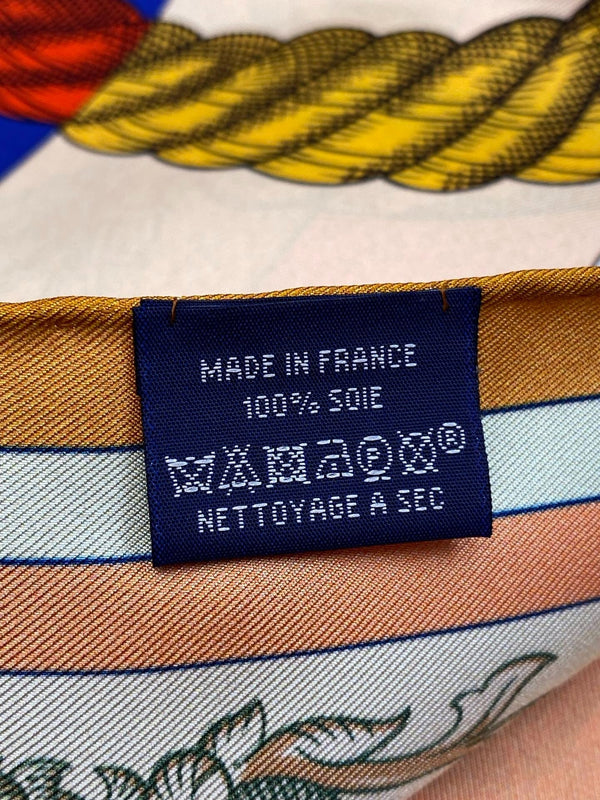 MADE IN FRANCE
100% SOIE
P ®
NETTOYAGE A SEC